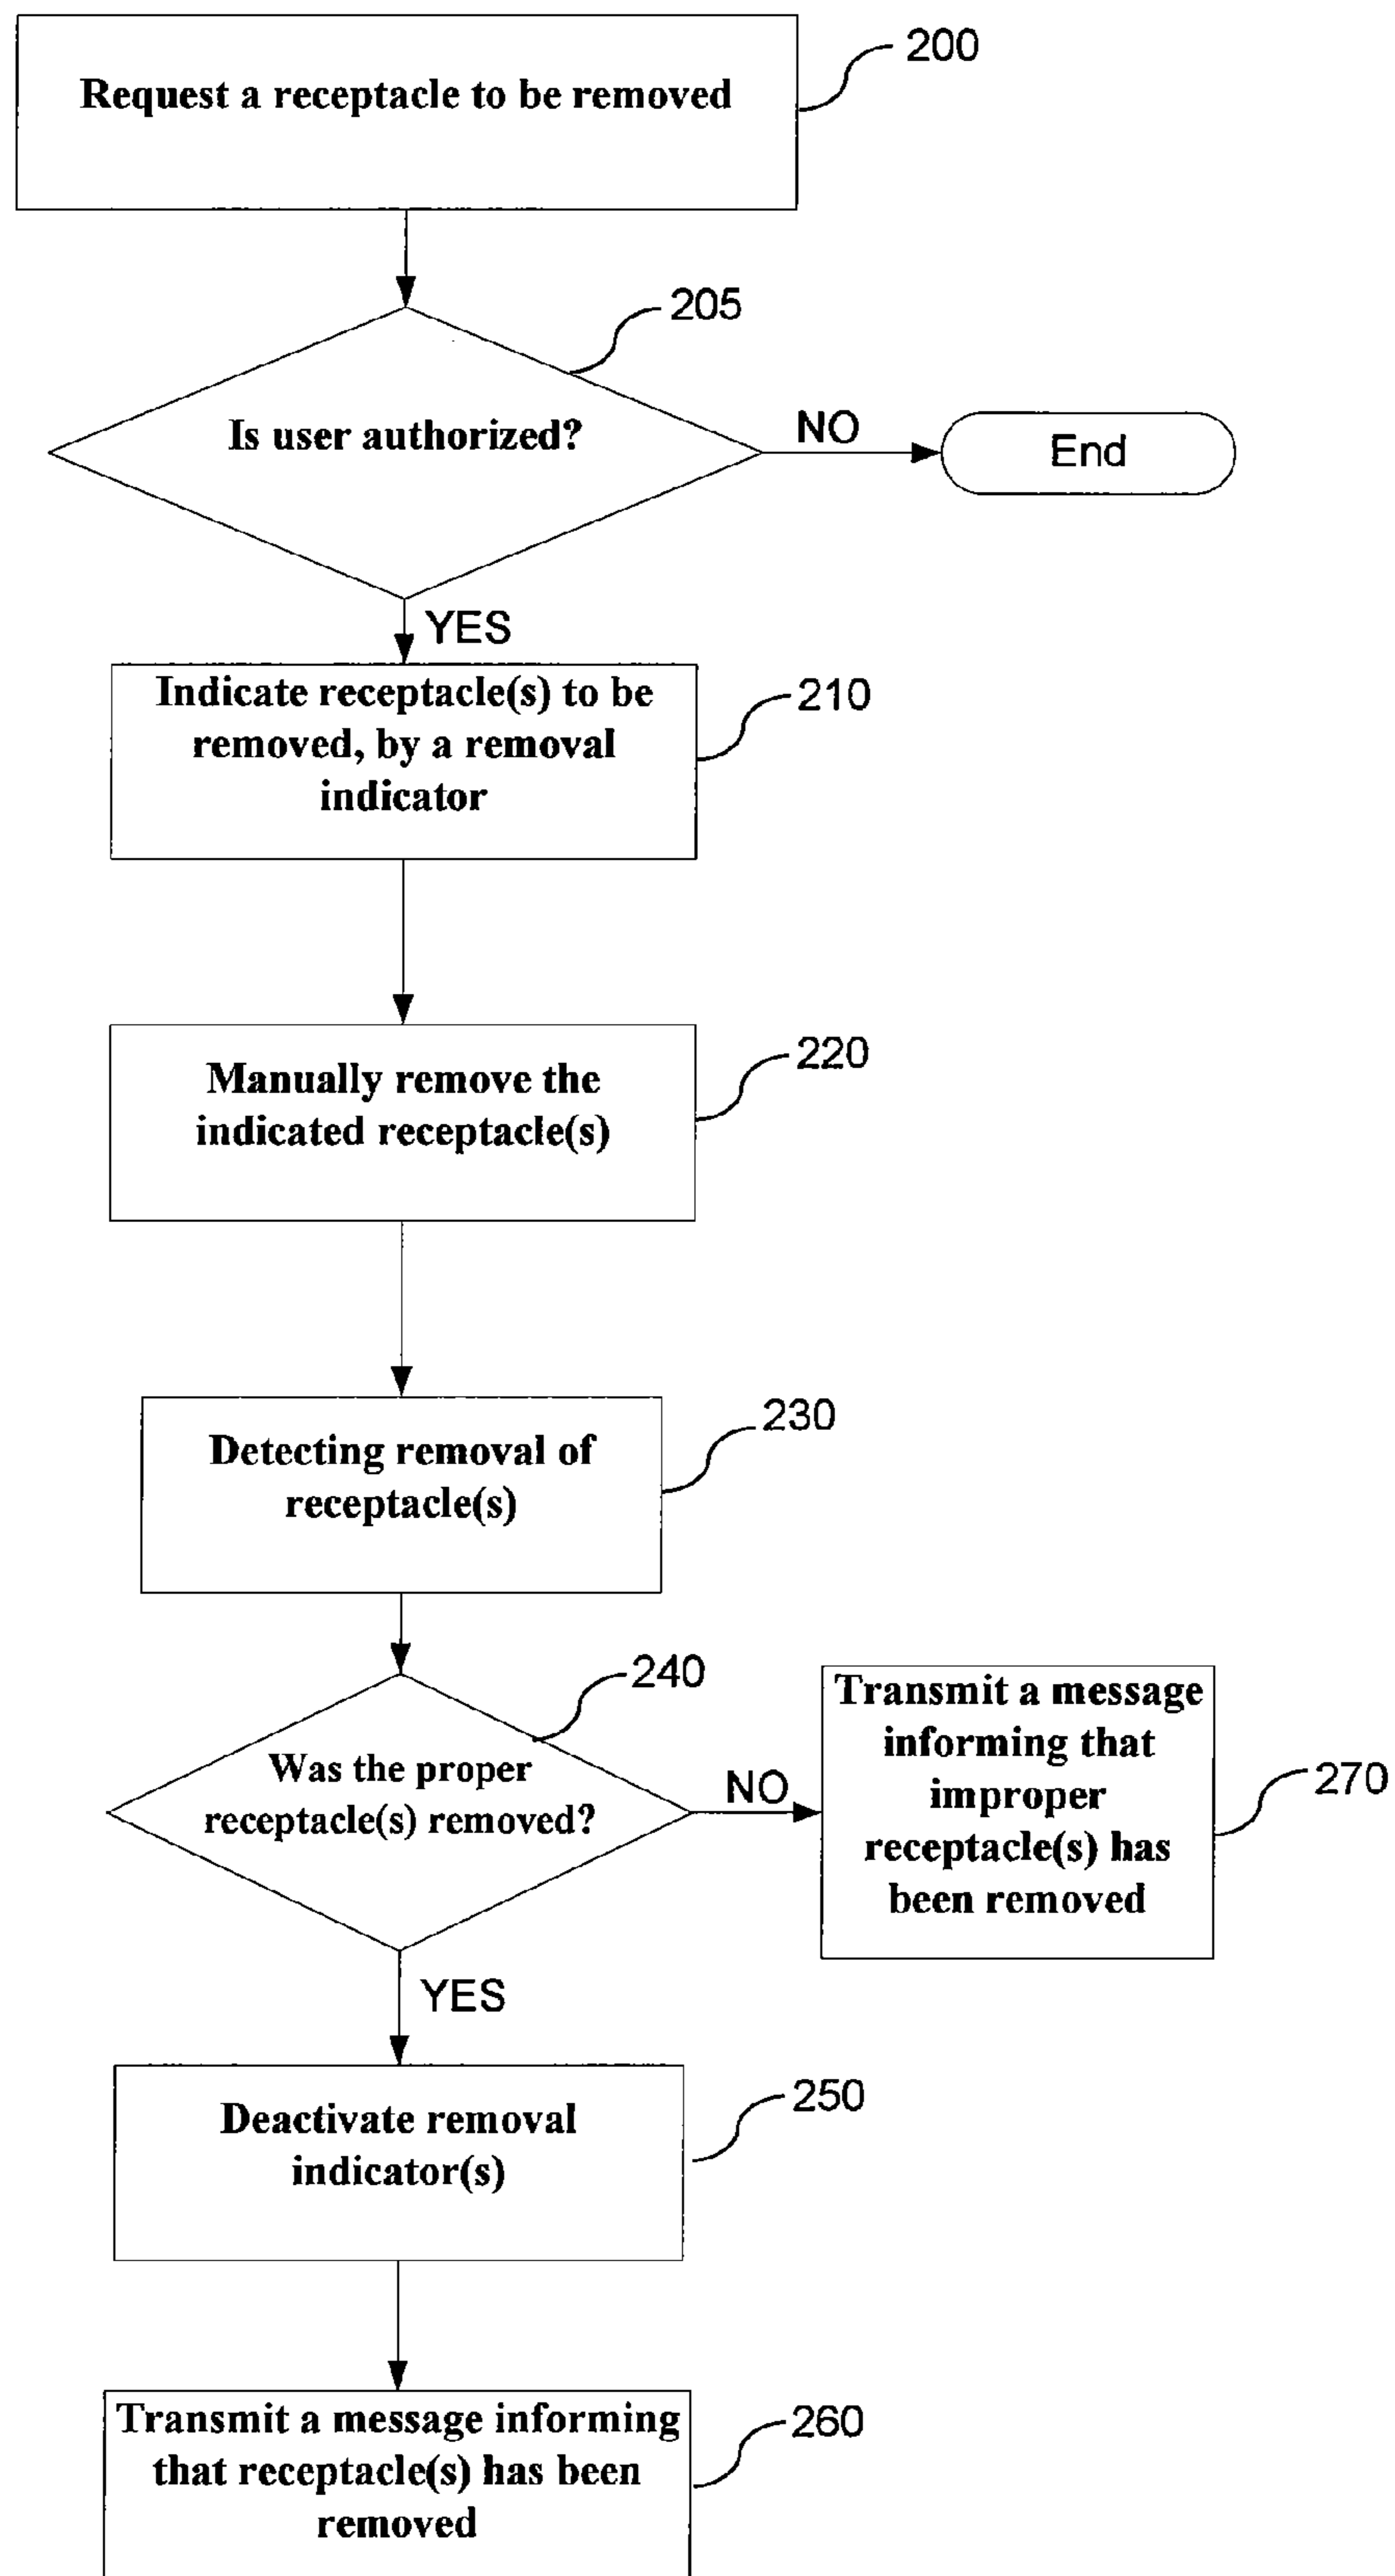 Request a receptacle to be removed
200
205
Is user authorized?
NO
End
YES
Indicate receptacle(s) to be
removed, by a removal
indicator
210
Manually remove the
indicated receptacle(s)
220
Detecting removal of
receptacle(s)
230
240
Was the proper
receptacle(s) removed?
NO
Transmit a message
informing that
improper
receptacle(s) has
been removed
270
YES
Deactivate removal
indicator(s)
250
Transmit a message informing
that receptacle(s) has been
removed
260